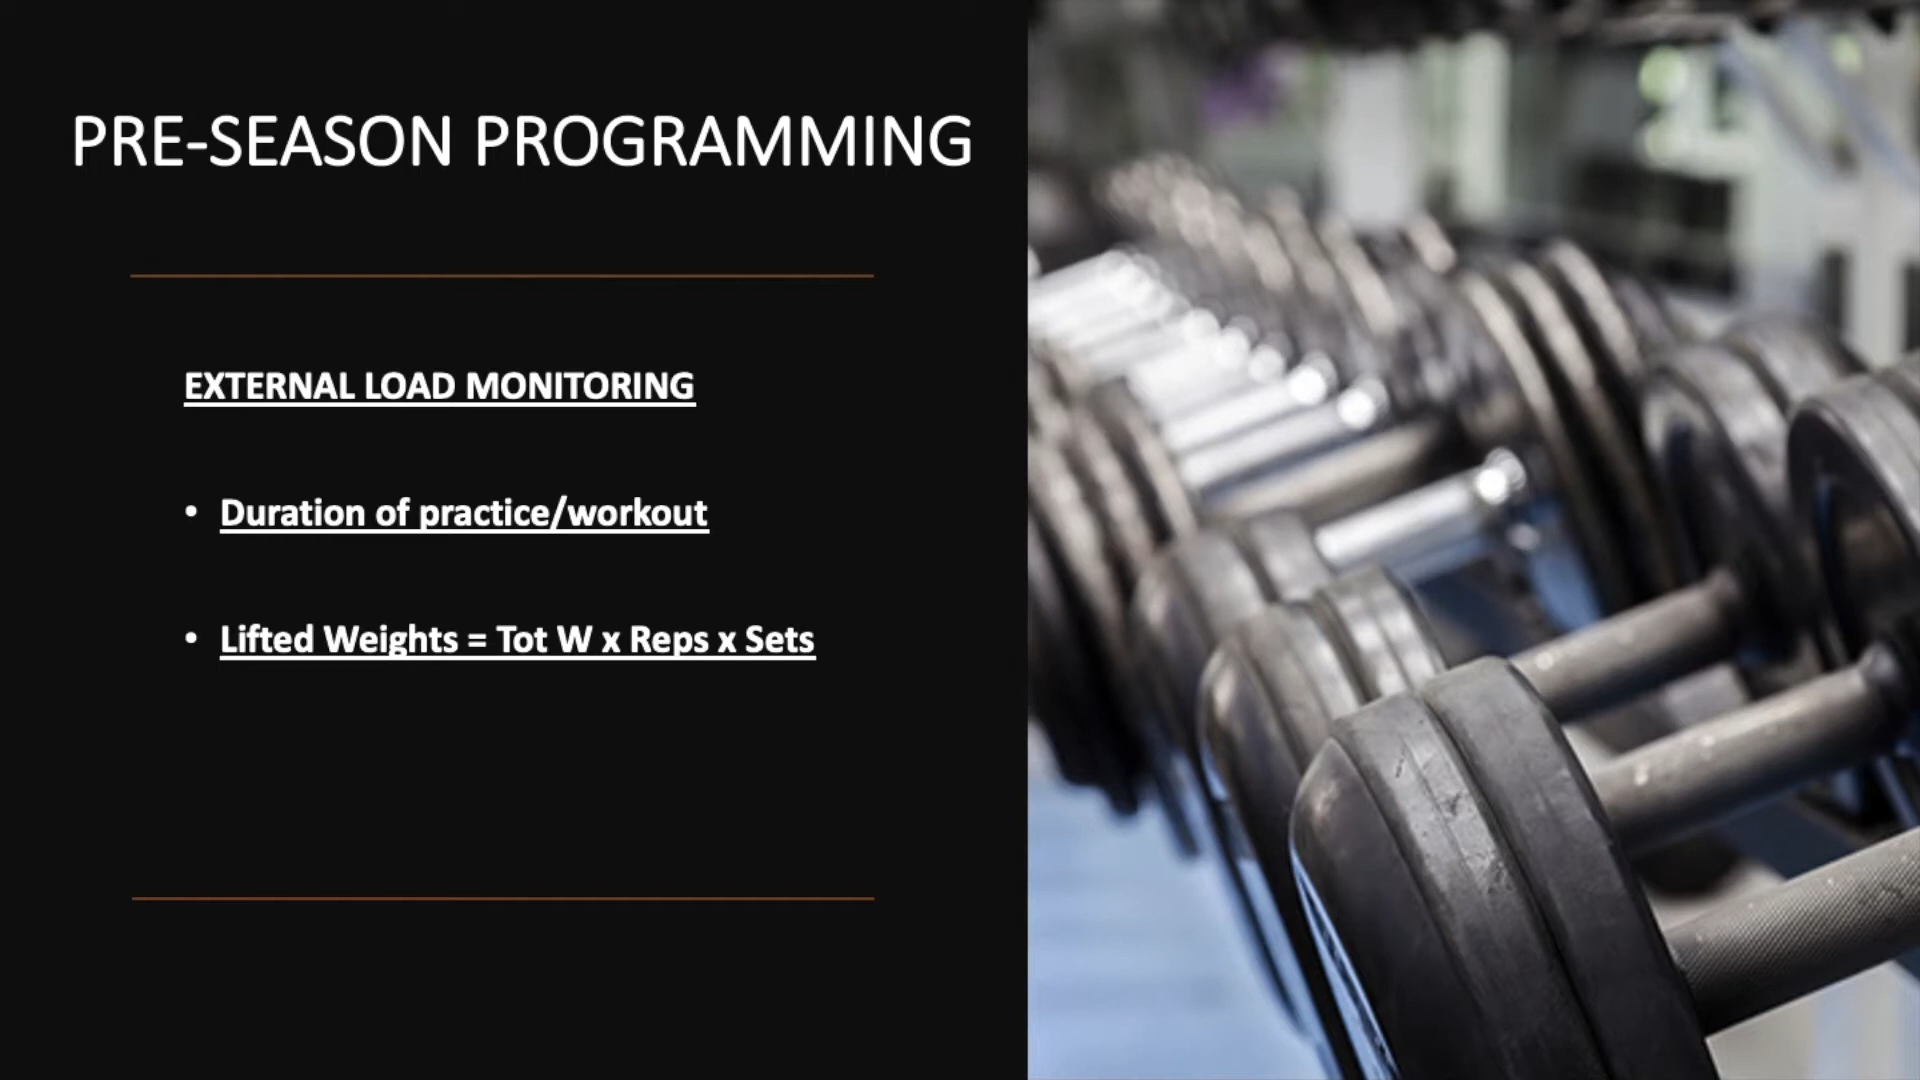 PRE-SEASON PROGRAMMING
EXTERNAL LOAD MONITORING
• Duration of practice/workout
• Lifted Weights = Tot W x Reps x Sets